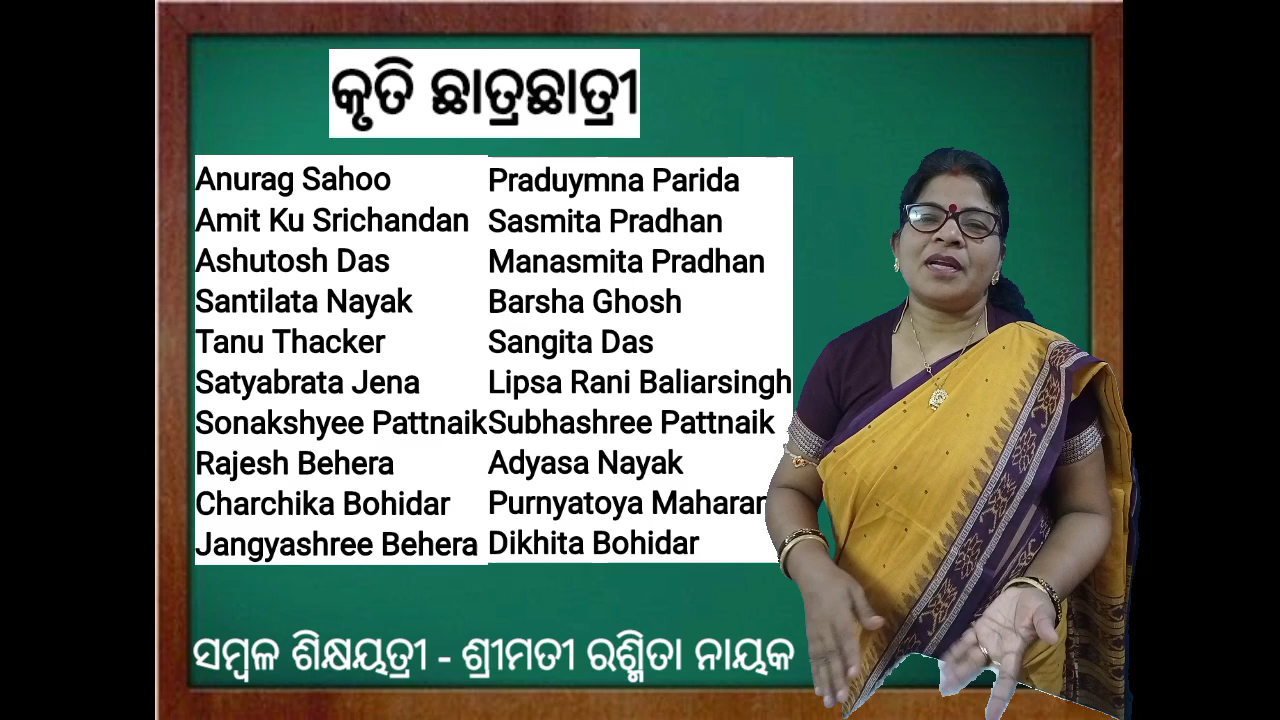 କୃତି ଛାତ୍ରଛାତ୍ରୀ
Anurag Sahoo
Amit Ku Srichandan
Ashutosh Das
Santilata Nayak
Tanu Thacker
Satyabrata Jena
Sonakshyee Pattnaik
Rajesh Behera
Charchika Bohidar
Jangyashree Behera
Praduymna Parida
Sasmita Pradhan
Manasmita Pradhan
Barsha Ghosh
Sangita Das
Lipsa Rani Baliarsingh
Subhashree Pattnaik
Adyasa Nayak
Purnyatoya
Dikhita Bohidar
ସମ୍ବଳ ଶିକ୍ଷୟତ୍ରୀ - ଶ୍ରୀମତୀ ରଶ୍ମିତା ନାୟକ